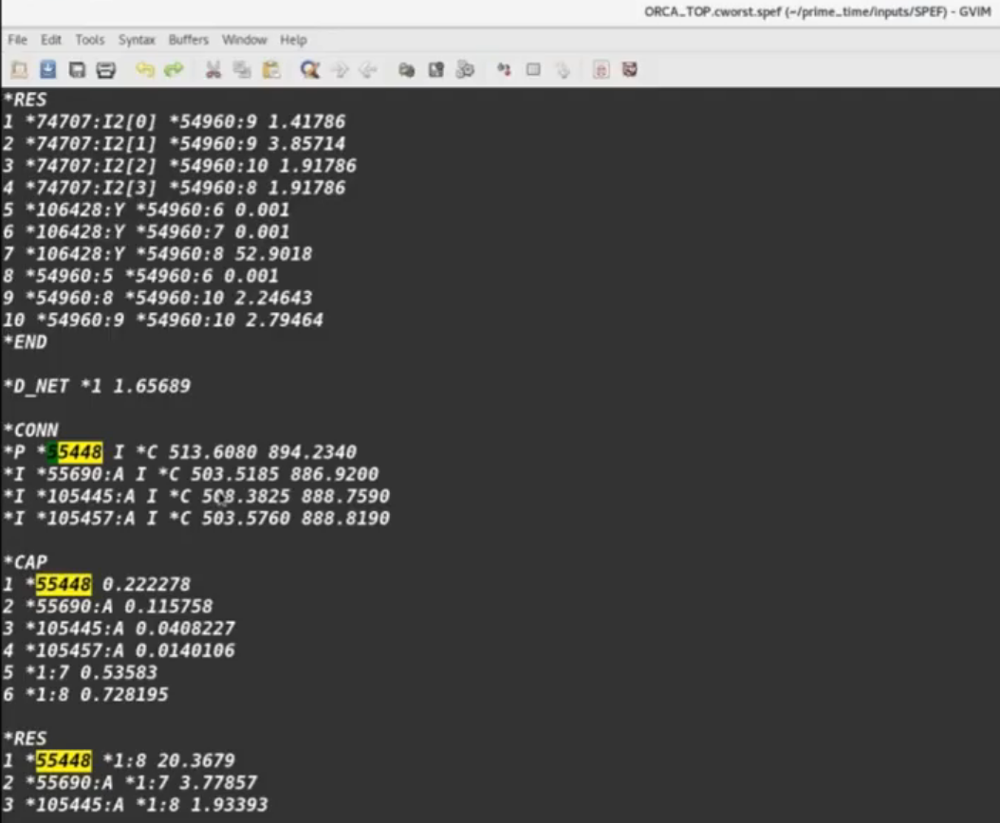 ORCA_TOP.cworst.spef (~/prime_time/inputs/SPEF) - GVIM
File Edit Tools Syntax Buffers Window Help
*RES
1 *74707:I2[0] *54960:9 1.41786
2 *74707:I2[1] *54960:9 3.85714
3 *74707:I2[2] *54960:10 1.91786
4 *74707:I2[3] *54960:8 1.91786
5 *106428:Y *54960:6 0.001
6 *106428:Y *54960:7 0.001
7 *106428:Y *54960:8 52.9018
8 *54960:5 *54960:6 0.001
9 *54960:8 *54960:10 2.24643
10 *54960:9 *54960:10 2.79464
*END
*D_NET *1 1.65689
*CONN
*P *55448 I *C 513.6080 894.2340
*I *55690:A I *C 503.5185 886.9200
*I *105445:A I *C 508.3825 888.7590
*I *105457:A I *C 503.5760 888.8190
*CAP
1 *55448 0.222278
2 *55690:A 0.115758
3 *105445:A 0.0408227
4 *105457:A 0.0140106
5 *1:7 0.53583
6 *1:8 0.728195
*RES
1 *55448 *1:8 20.3679
2 *55690:A *1:7 3.77857
3 *105445:A *1:8 1.93393